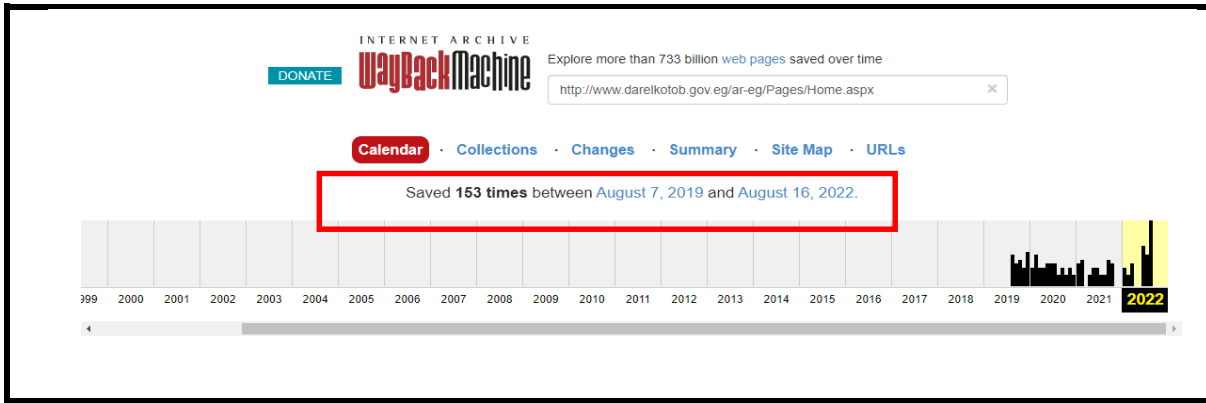 INTERNET ARCHIVE
DONATE
WayBackMachine
Explore more than 733 billion web pages saved over time
http://www.darelkotob.gov.eg/ar-eg/Pages/Home.aspx ×
Calendar · Collections · Changes · Summary · Site Map · URLs
Saved 153 times between August 7, 2019 and August 16, 2022.
999 2000 2001 2002 2003 2004 2005 2006 2007 2008 2009 2010 2011 2012 2013 2014 2015 2016 2017 2018 2019 2020 2021 2022